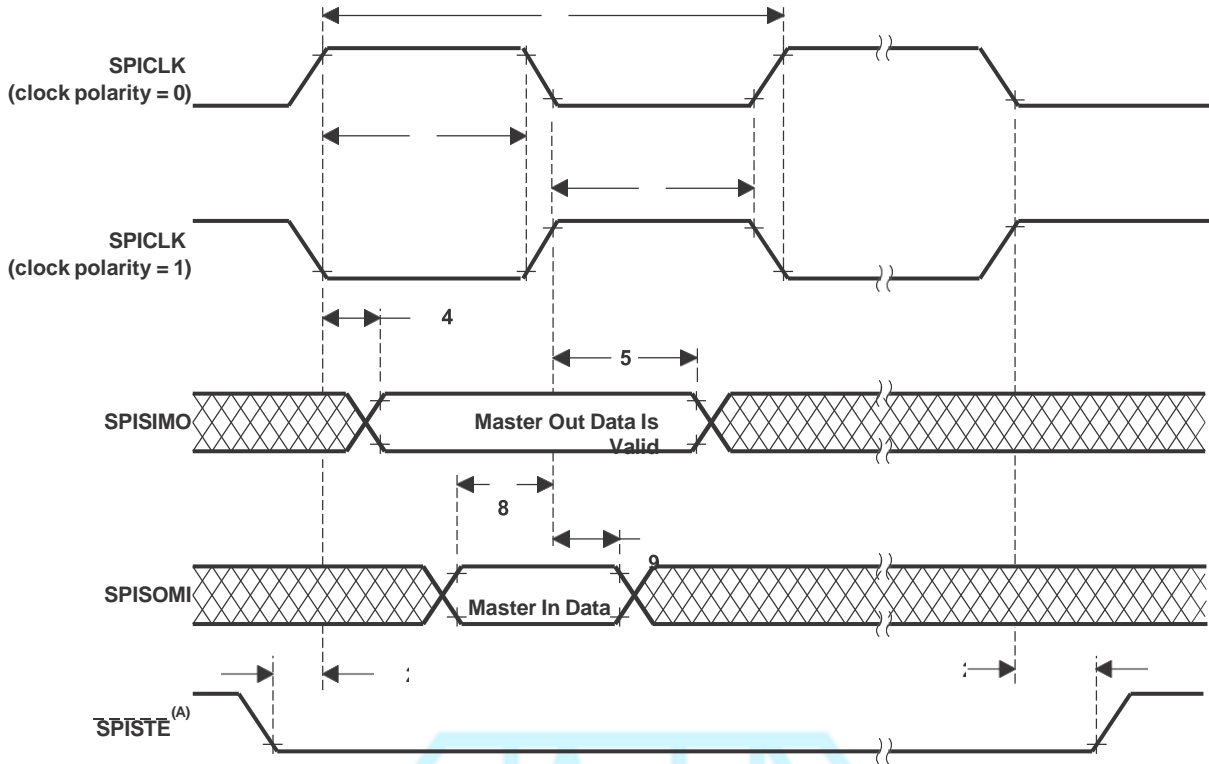 SPICLK
(clock polarity = 0)
SPICLK
(clock polarity = 1)
4
5
SPISIMO
Master Out Data Is
Valid
8
9
SPISOMI
Master In Data
SPISTE(A)